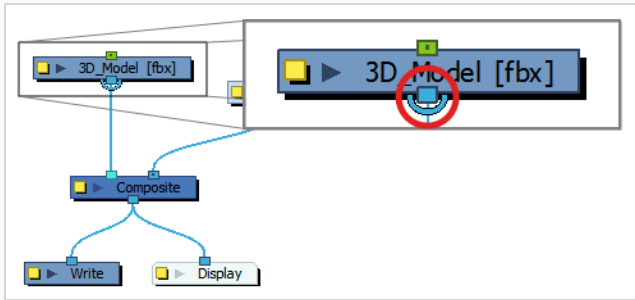 3D_Model [fbx]
3D_Model [fbx]
Composite
Write
Display